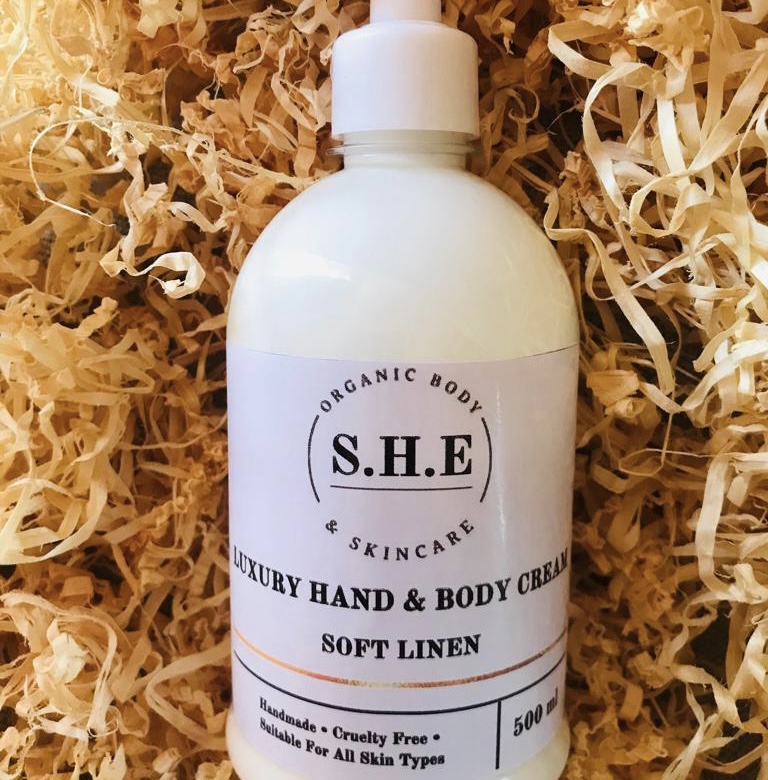 ORGANIC BODY
S.H.E
& SKINCARE
LUXURY HAND & BODY CREAM
SOFT LINEN
Handmade • Cruelty Free •
Suitable For All Skin Types
500 ml